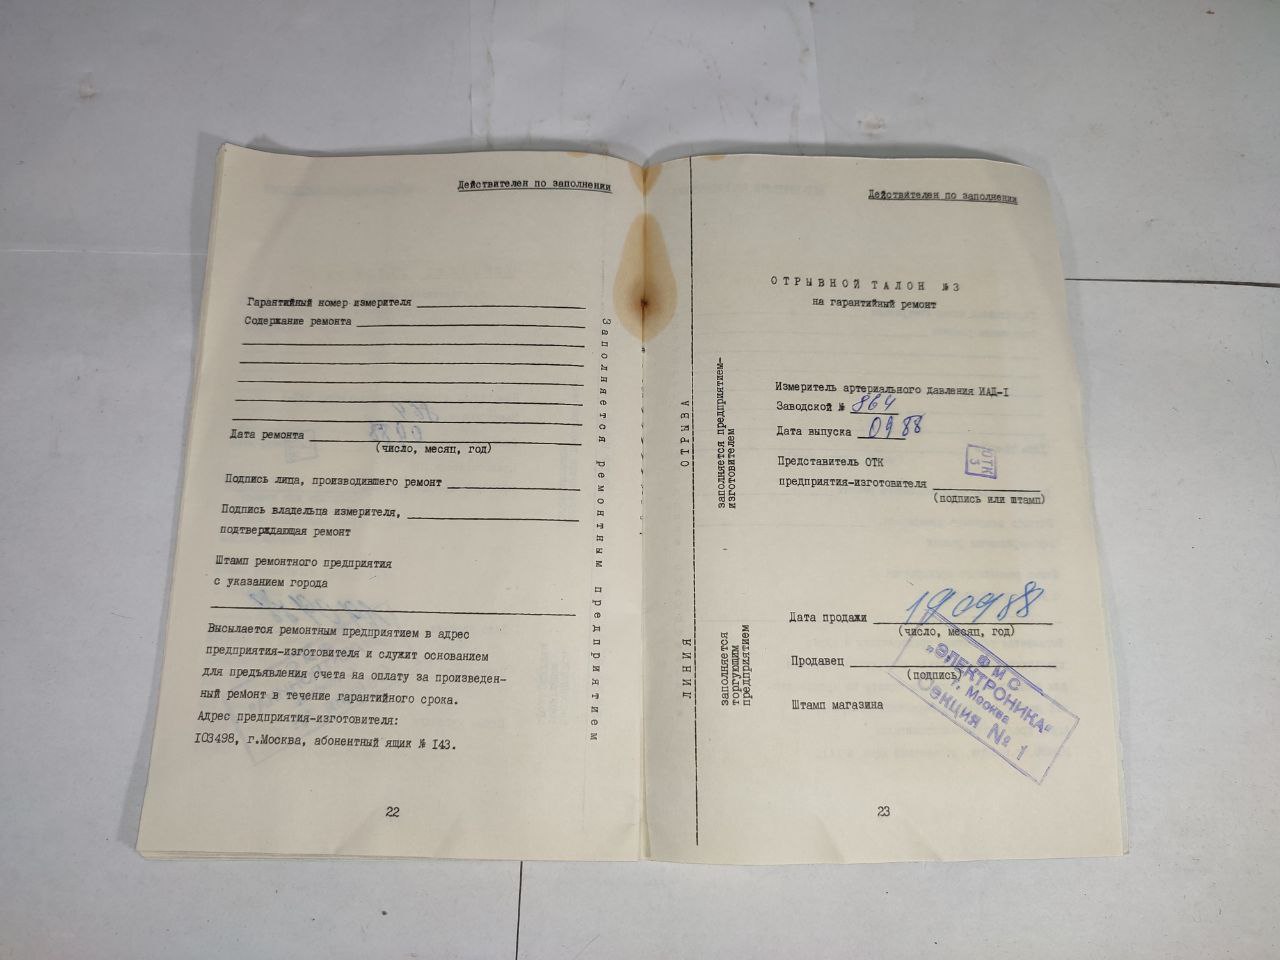 Действителен по заполнении
Гарантийный номер измерителя
Содержание ремонта
Дата ремонта
(число, месяц, год)
Подпись лица, производившего ремонт
Подпись владельца измерителя,
подтверждающая ремонт
Штамп ремонтного предприятия
с указанием города
Высылается ремонтным предприятием в адрес
предприятия-изготовителя и служит основанием
для предъявления счета на оплату за произведен-
ный ремонт в течение гарантийного срока.
Адрес предприятия-изготовителя:
103498, г.Москва, абонентный ящик № 143.
22
Заполняется ремонтным предприятием
ЛИНИЯ ОТРЫВА
Действителен по заполнении
ОТРЫВНОЙ ТАЛОН №3
на гарантийный ремонт
заполняется предприятием-
изготовителем
Измеритель артериального давления ИАД-I
Заводской № 864
Дата выпуска 09 88
ОТК
3
Представитель ОТК
предприятия-изготовителя
(подпись или штамп)
заполняется
торгующим
предприятием
Дата продажи 19 09 88
(число, месяц, год)
Продавец
(подпись)
Штамп магазина
ФМС
"ЭЛЕКТРОНИКА"
г. Москва
Секция № 1
23